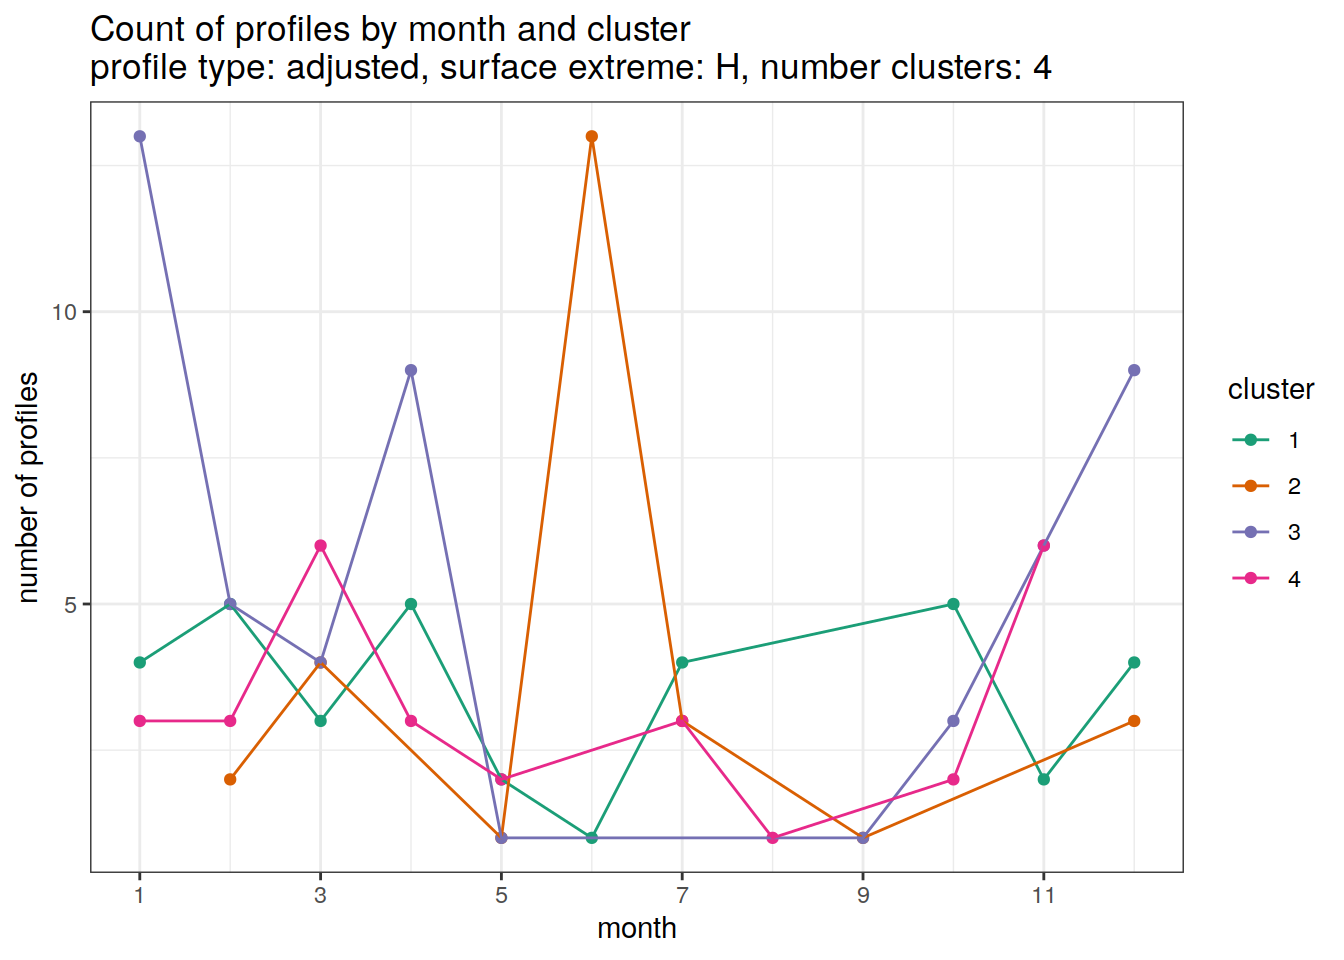 Count of profiles by month and cluster
profile type: adjusted, surface extreme: H, number clusters: 4
number of profiles
10
5
1 3 5 7 9 11
month
cluster
1
2
3
4